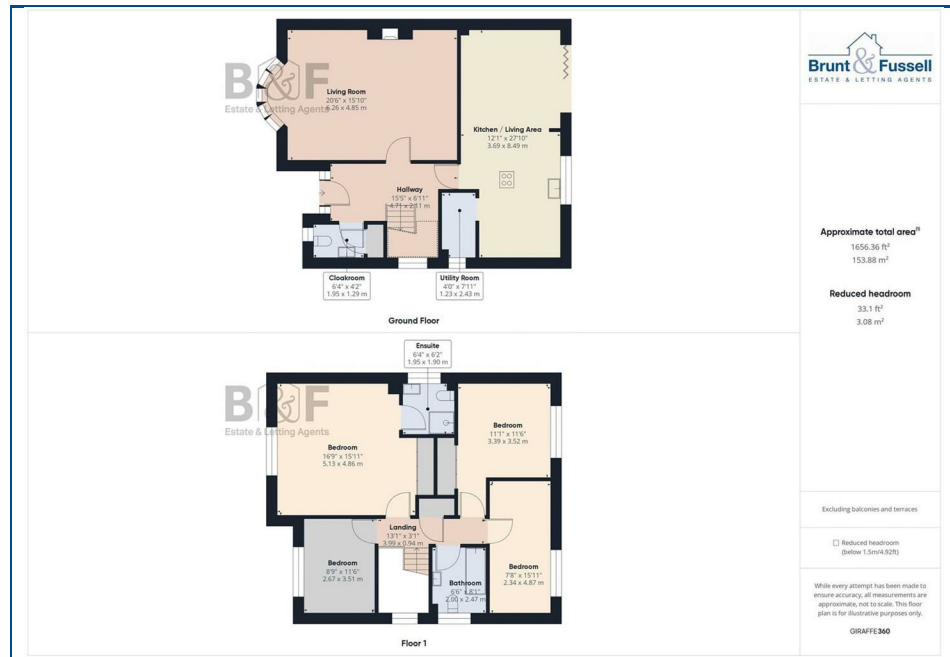 B&F
Estate & Letting Agents
Living Room
20'6" x 15'10"
6.26 x 4.85 m
Kitchen / Living Area
12'1" x 27'10"
3.69 x 8.49 m
Hallway
15'5" x 6'11"
4.71 x 2.11 m
Cloakroom
6'4" x 4'2"
1.95 x 1.29 m
Utility Room
4'0" x 7'11"
1.23 x 2.43 m
Ground Floor
B&F
Estate & Letting Agents
Ensuite
6'4" x 6'2"
1.95 x 1.90 m
Bedroom
16'9" x 15'11"
5.13 x 4.86 m
Bedroom
11'1" x 11'6"
3.39 x 3.52 m
Landing
13'1" x 3'1"
3.99 x 0.94 m
Bedroom
8'9" x 11'6"
2.67 x 3.51 m
Bathroom
6'6" x 8'1"
2.00 x 2.47 m
Bedroom
7'8" x 15'11"
2.34 x 4.87 m
Floor 1
Brunt & Fussell
ESTATE & LETTING AGENTS
Approximate total area⁽¹⁾
1656.36 ft²
153.88 m²
Reduced headroom
33.1 ft²
3.08 m²
Excluding balconies and terraces
Reduced headroom
(below 1.5m/4.92ft)
While every attempt has been made to
ensure accuracy, all measurements are
approximate, not to scale. This floor
plan is for illustrative purposes only.
GIRAFFE360